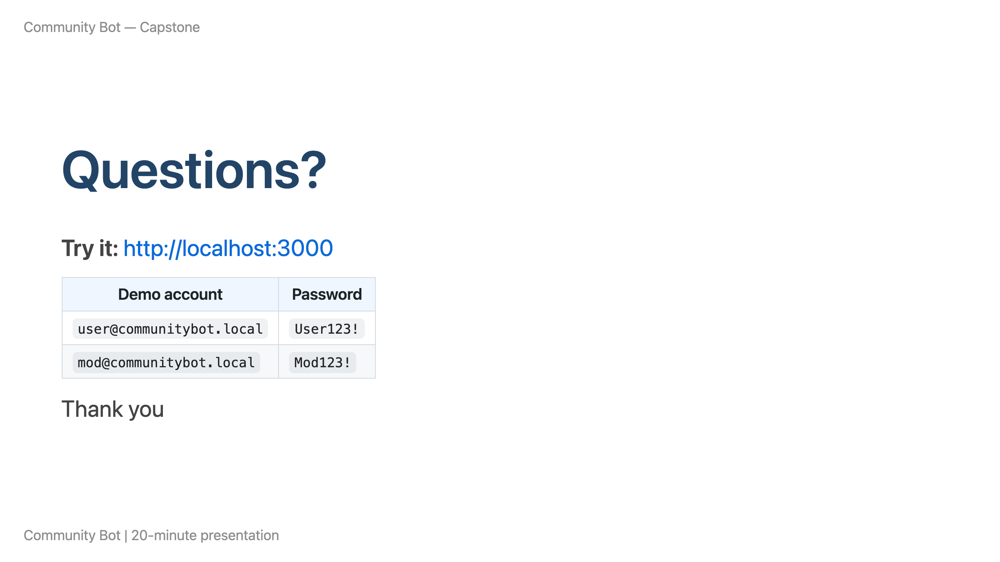 Community Bot — Capstone
Questions?
Try it: http://localhost:3000
Demo account Password
user@communitybot.local User123!
mod@communitybot.local Mod123!
Thank you
Community Bot | 20-minute presentation